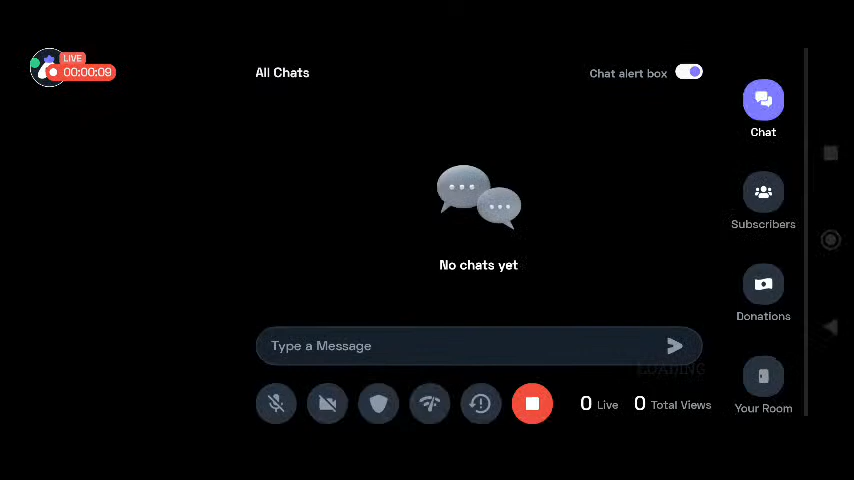 LIVE
00:00:09
All Chats
Chat alert box
Chat
Subscribers
No chats yet
Donations
Type a Message
LOADING
0 Live
0 Total Views
Your Room